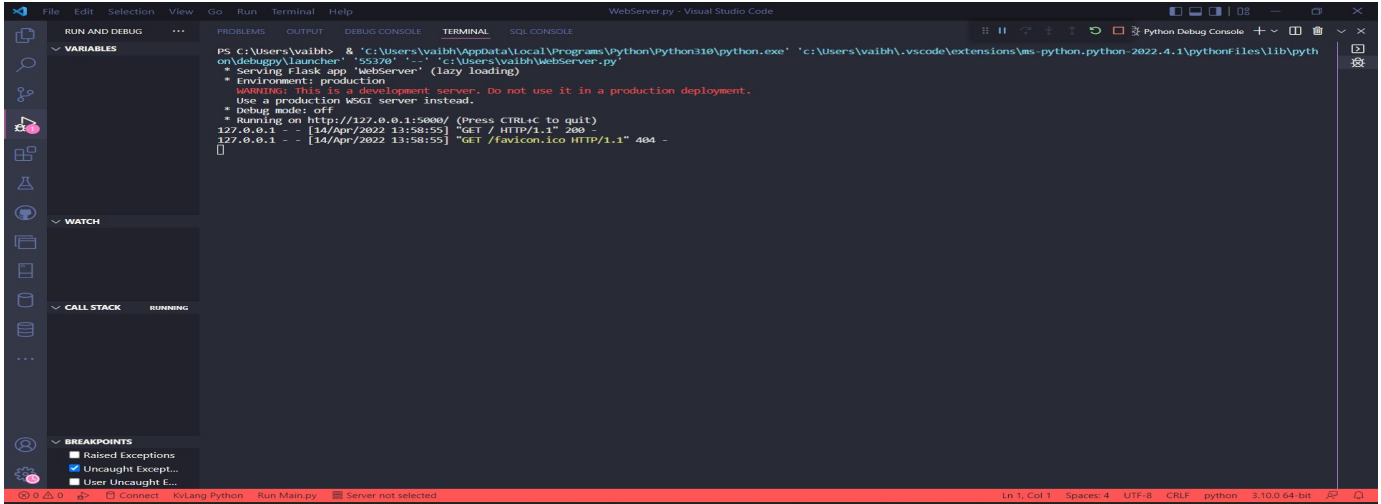 File Edit Selection View Go Run Terminal Help
WebServer.py - Visual Studio Code
RUN AND DEBUG
PROBLEMS OUTPUT DEBUG CONSOLE TERMINAL SQL CONSOLE
Python Debug Console
VARIABLES
PS C:\Users\vaibh> & 'C:\Users\vaibh\AppData\Local\Programs\Python\Python310\python.exe' 'c:\Users\vaibh\.vscode\extensions\ms-python.python-2022.4.1\pythonFiles\lib\pyth
on\debugpy\launcher' '55370' '--' 'c:\Users\vaibh\WebServer.py'
* Serving Flask app 'WebServer' (lazy loading)
* Environment: production
WARNING: This is a development server. Do not use it in a production deployment.
Use a production WSGI server instead.
* Debug mode: off
* Running on http://127.0.0.1:5000/ (Press CTRL+C to quit)
127.0.0.1 - - [14/Apr/2022 13:58:55] "GET / HTTP/1.1" 200 -
127.0.0.1 - - [14/Apr/2022 13:58:55] "GET /favicon.ico HTTP/1.1" 404 -
WATCH
CALL STACK RUNNING
BREAKPOINTS
Raised Exceptions
Uncaught Except...
User Uncaught E...
0 0 Connect KvLang Python Run Main.py Server not selected
Ln 1, Col 1 Spaces: 4 UTF-8 CRLF python 3.10.0 64-bit